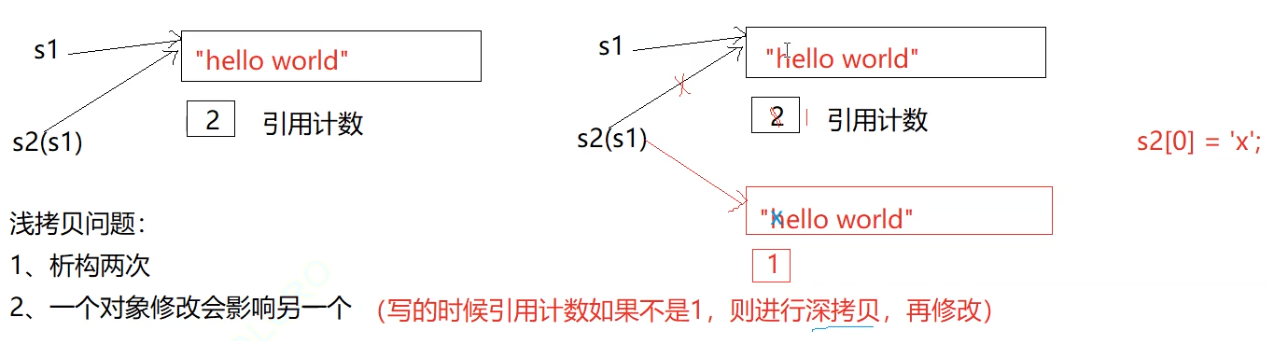 s1
"hello world"
2
引用计数
s2(s1)
s1
"hello world"
2 1
引用计数
s2(s1)
s2[0] = 'x';
"hello world"
x
1
浅拷贝问题：
1、析构两次
2、一个对象修改会影响另一个 （写的时候引用计数如果不是1，则进行深拷贝，再修改）